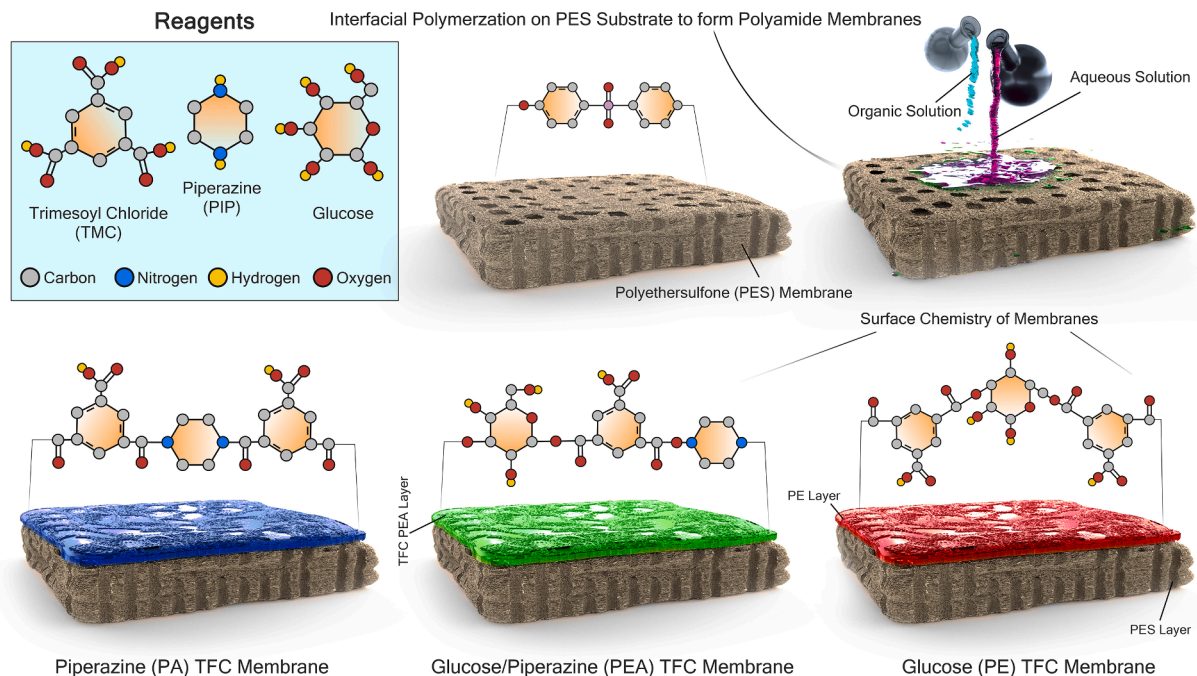 Reagents
Trimesoyl Chloride
(TMC)
Piperazine
(PIP)
Glucose
Carbon
Nitrogen
Hydrogen
Oxygen
Interfacial Polymerzation on PES Substrate to form Polyamide Membranes
Organic Solution
Aqueous Solution
Polyethersulfone (PES) Membrane
Surface Chemistry of Membranes
TFC PEA Layer
PE Layer
PES Layer
Piperazine (PA) TFC Membrane
Glucose/Piperazine (PEA) TFC Membrane
Glucose (PE) TFC Membrane